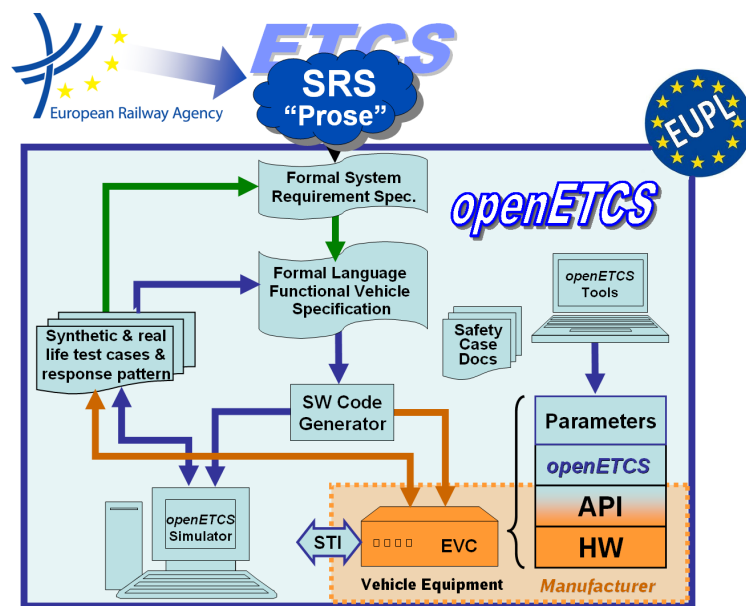 ETCS
SRS
“Prose”
European Railway Agency
EUPL
Formal System
Requirement Spec.
openETCS
Formal Language
Functional Vehicle
Specification
openETCS
Tools
Synthetic & real
life test cases &
response pattern
Safety
Case
Docs
SW Code
Generator
Parameters
openETCS
API
HW
openETCS
Simulator
STI
EVC
Vehicle Equipment
Manufacturer